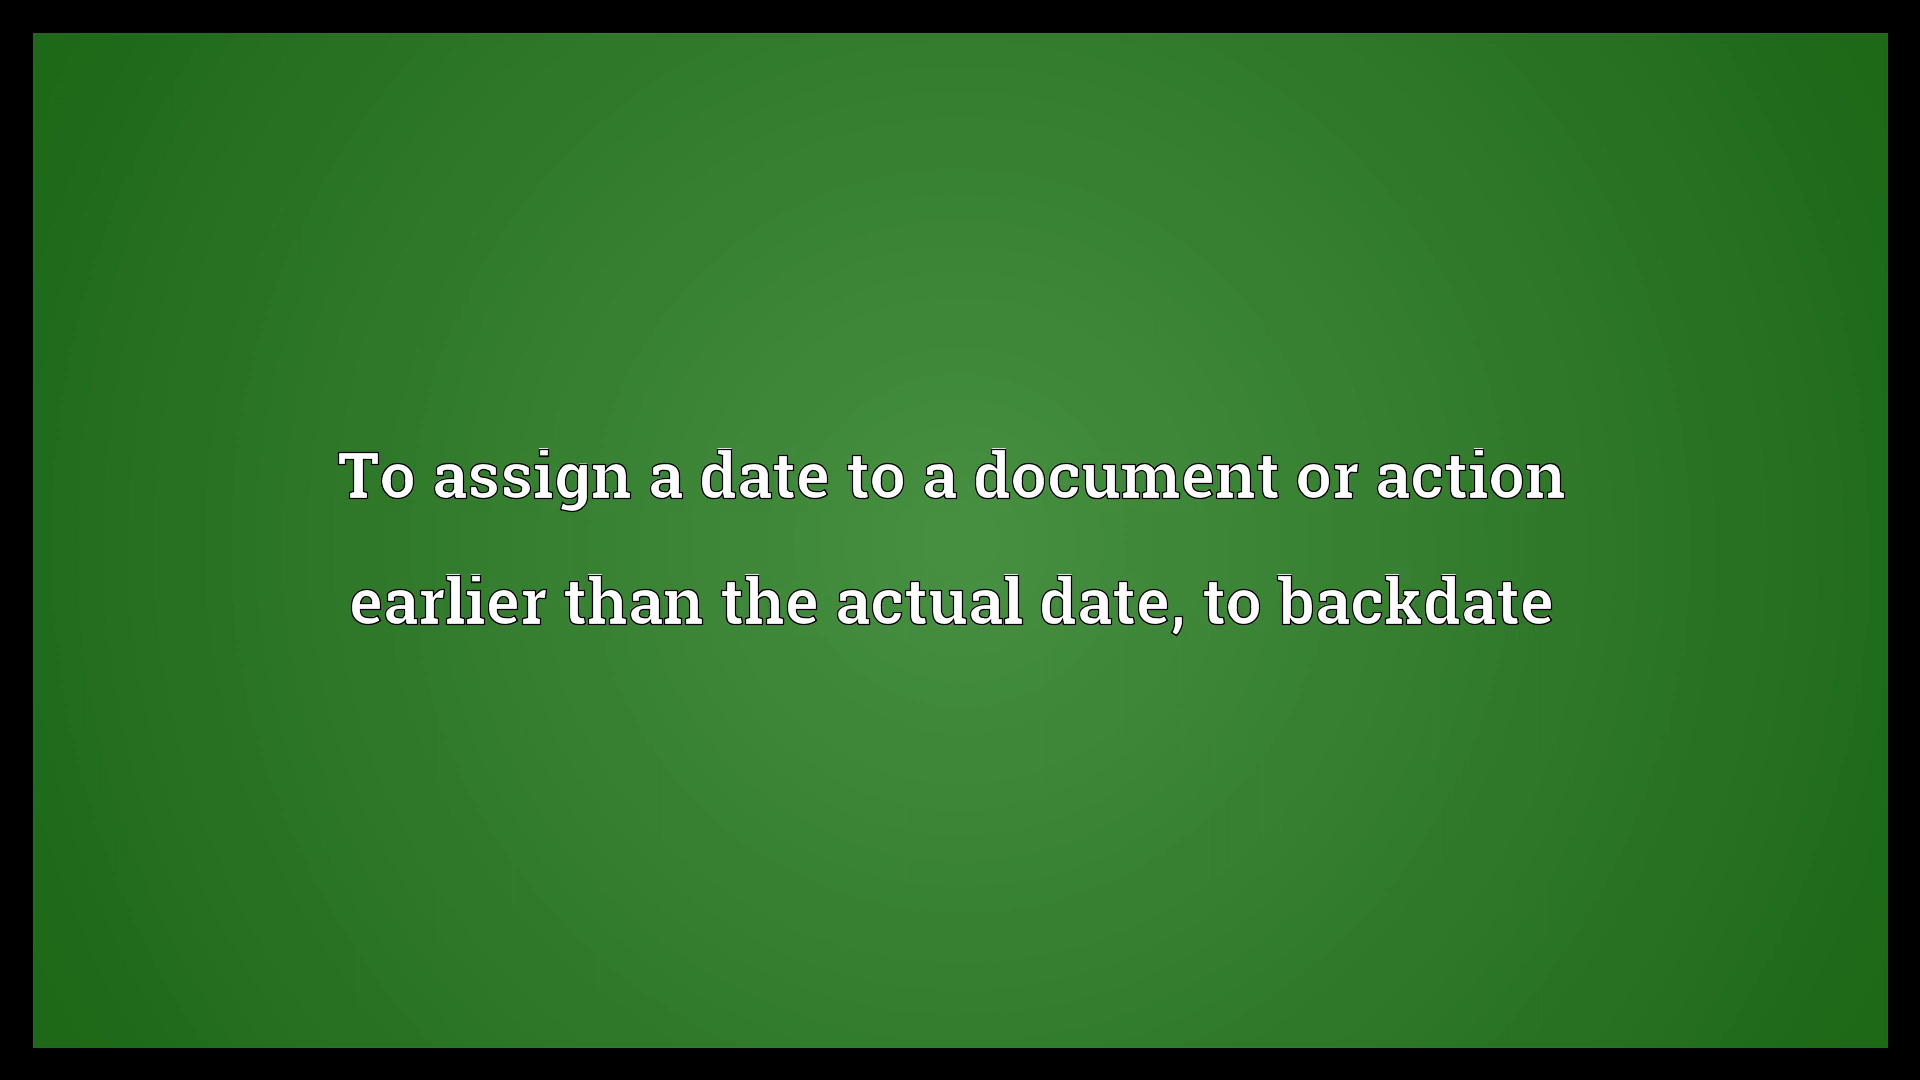 To assign a date to a document or action
earlier than the actual date, to backdate